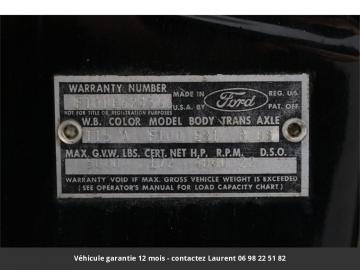 WARRANTY NUMBER
MADE IN
U.S.A. BY
Ford
REG. U.S.
PAT. OFF.
NOT FOR TITLE OR REGISTRATION PURPOSES
W.B. COLOR MODEL BODY TRANS AXLE
MAX. G.V.W. LBS. CERT. NET H.P. R.P.M. D.S.O.
WARRANTY VOID IF MAX. GROSS VEHICLE WEIGHT IS EXCEEDED
(SEE OPERATOR'S MANUAL FOR GRAB LOAD CHART)
Véhicule garantie 12 mois - contactez Laurent 06 98 22 51 82